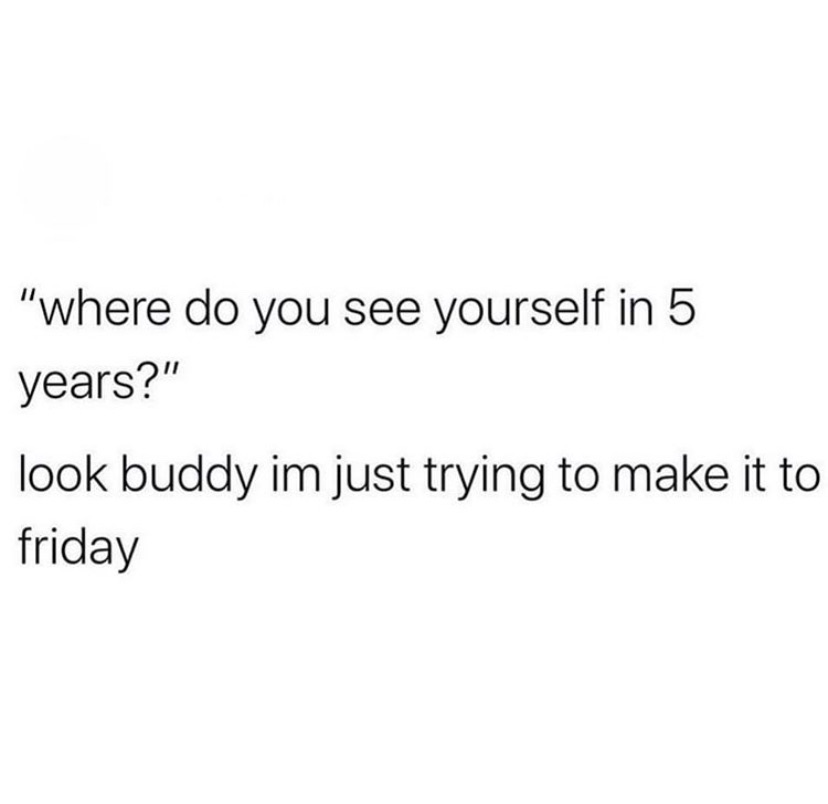 "where do you see yourself in 5
years?"
look buddy im just trying to make it to
friday